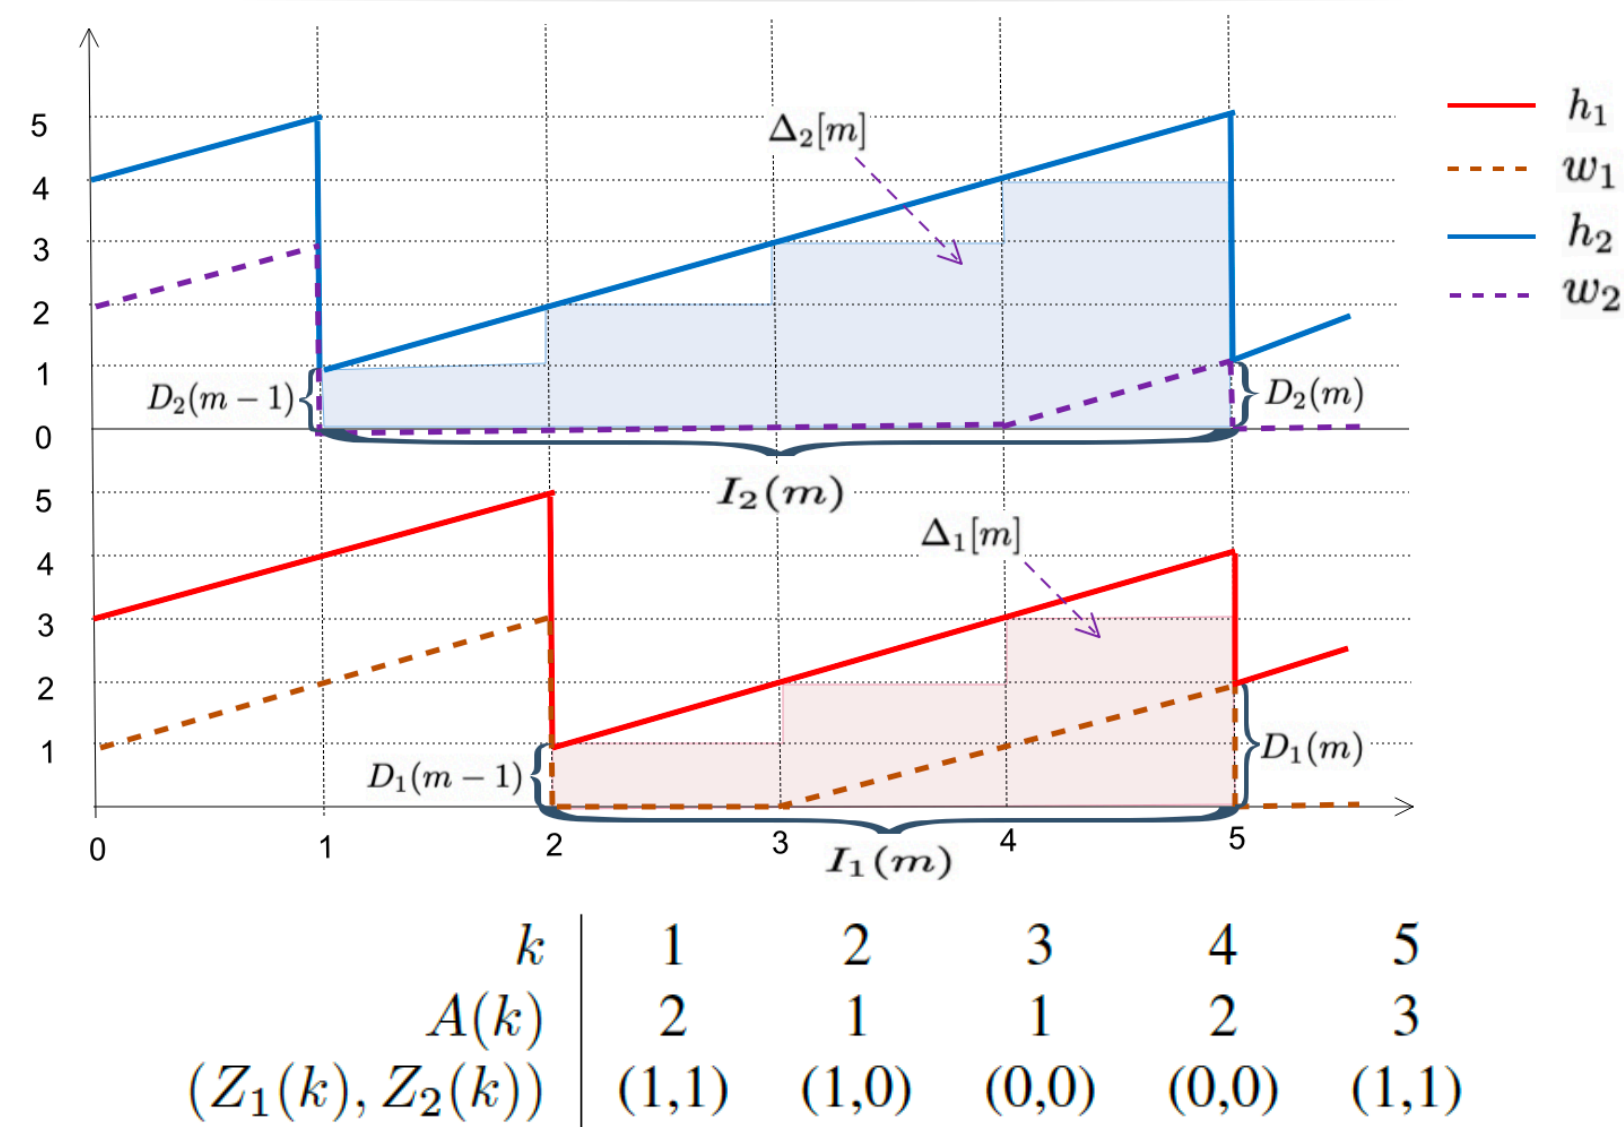 5
4
3
2
1
0
Δ₂[m]
D₂(m − 1)
D₂(m)
I₂(m)
h₁
w₁
h₂
w₂
5
4
3
2
1
Δ₁[m]
D₁(m − 1)
D₁(m)
0 1 2 3 4 5
I₁(m)
k 1 2 3 4 5
A(k) 2 1 1 2 3
(Z₁(k), Z₂(k)) (1,1) (1,0) (0,0) (0,0) (1,1)